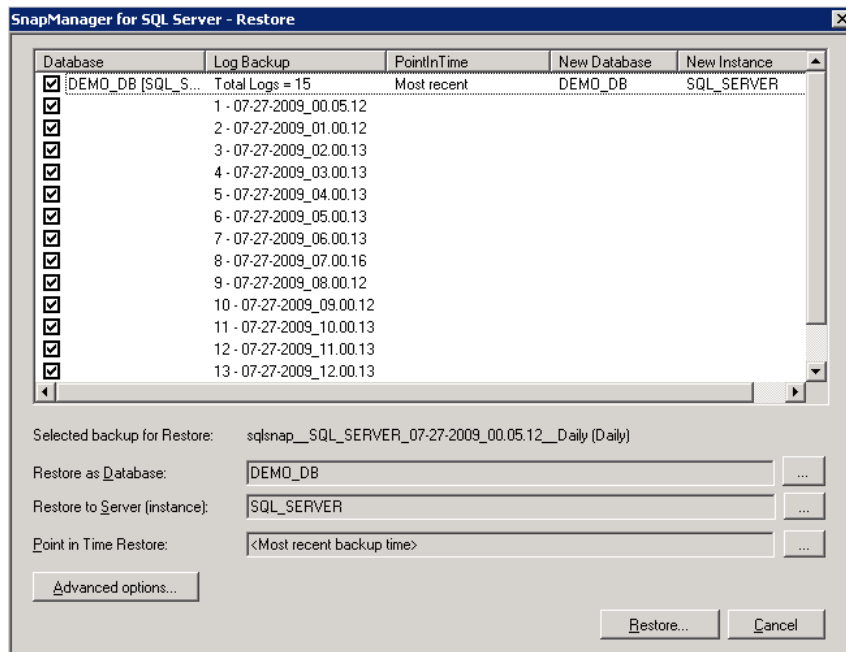 SnapManager for SQL Server - Restore
Database Log Backup PointInTime New Database New Instance
DEMO_DB [SQL_S... Total Logs = 15 Most recent DEMO_DB SQL_SERVER
1 - 07-27-2009_00.05.12
2 - 07-27-2009_01.00.12
3 - 07-27-2009_02.00.13
4 - 07-27-2009_03.00.13
5 - 07-27-2009_04.00.13
6 - 07-27-2009_05.00.13
7 - 07-27-2009_06.00.13
8 - 07-27-2009_07.00.16
9 - 07-27-2009_08.00.12
10 - 07-27-2009_09.00.12
11 - 07-27-2009_10.00.13
12 - 07-27-2009_11.00.13
13 - 07-27-2009_12.00.13
Selected backup for Restore: sqlsnap__SQL_SERVER_07-27-2009_00.05.12__Daily (Daily)
Restore as Database: DEMO_DB ...
Restore to Server (instance): SQL_SERVER ...
Point in Time Restore: <Most recent backup time> ...
Advanced options...
Restore... Cancel